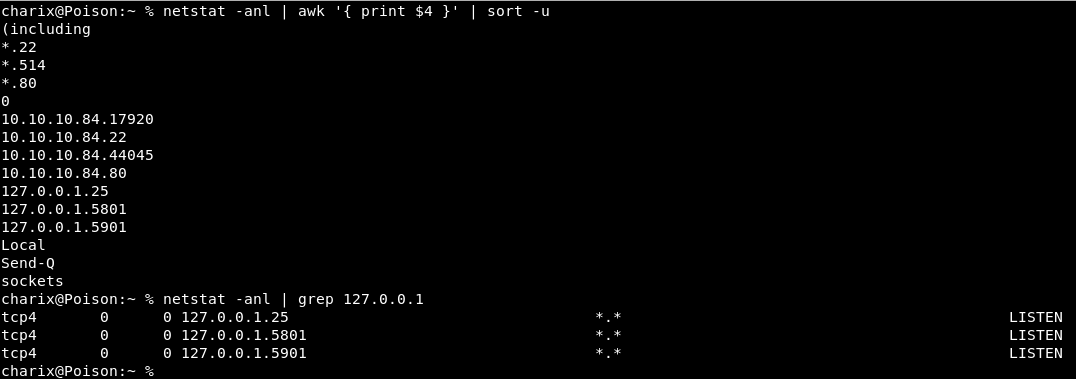 charix@Poison:~ % netstat -anl | awk '{ print $4 }' | sort -u
(including
*.22
*.514
*.80
0
10.10.10.84.17920
10.10.10.84.22
10.10.10.84.44045
10.10.10.84.80
127.0.0.1.25
127.0.0.1.5801
127.0.0.1.5901
Local
Send-Q
sockets
charix@Poison:~ % netstat -anl | grep 127.0.0.1
tcp4       0      0 127.0.0.1.25                                  *.*                                           LISTEN
tcp4       0      0 127.0.0.1.5801                                *.*                                           LISTEN
tcp4       0      0 127.0.0.1.5901                                *.*                                           LISTEN
charix@Poison:~ %